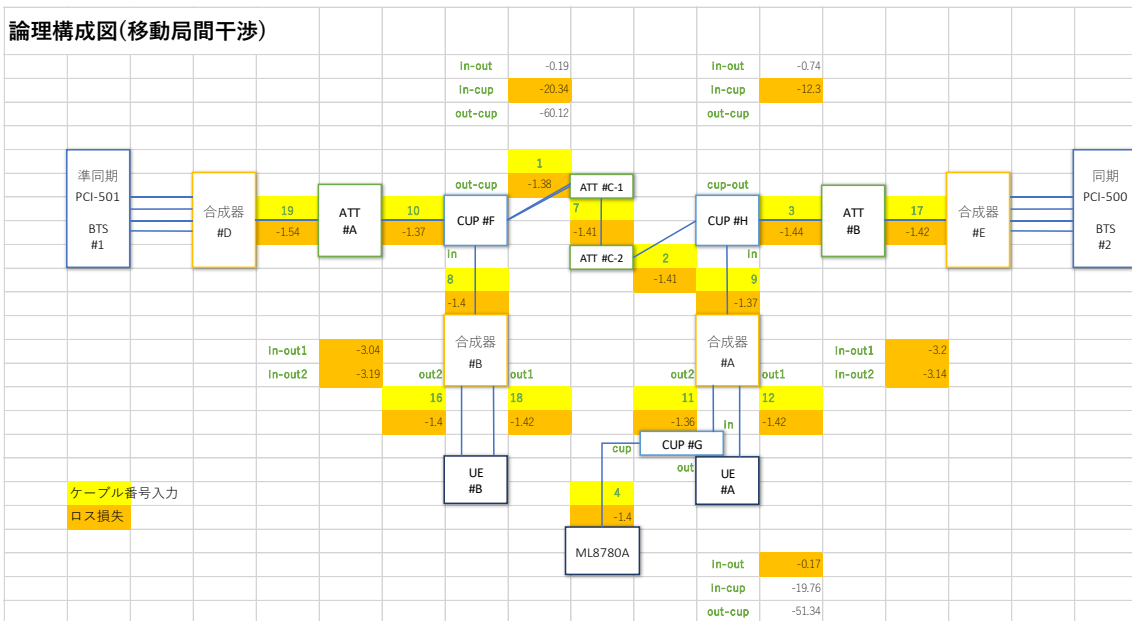 論理構成図(移動局間干渉)
in-out -0.19
in-cup -20.34
out-cup -60.12
in-out -0.74
in-cup -12.3
準同期
PCI-501
BTS
#1
合成器
#D
19
-1.54
ATT
#A
10
-1.37
out-cup
CUP #F
in
1
-1.38
ATT #C-1
7
-1.41
ATT #C-2
2
-1.41
cup-out
CUP #H
in
3
-1.44
ATT
#B
17
-1.42
合成器
#E
同期
PCI-500
BTS
#2
8
-1.4
9
-1.37
合成器
#B
合成器
#A
in-out1 -3.04
in-out2 -3.19
in-out1 -3.2
in-out2 -3.14
out2
out1
out2
out1
16
-1.4
18
-1.42
11
-1.36
12
-1.42
in
CUP #G
cup
out
UE
#B
UE
#A
4
-1.4
ML8780A
ケーブル番号入力
ロス損失
in-out -0.17
in-cup -19.76
out-cup -51.34